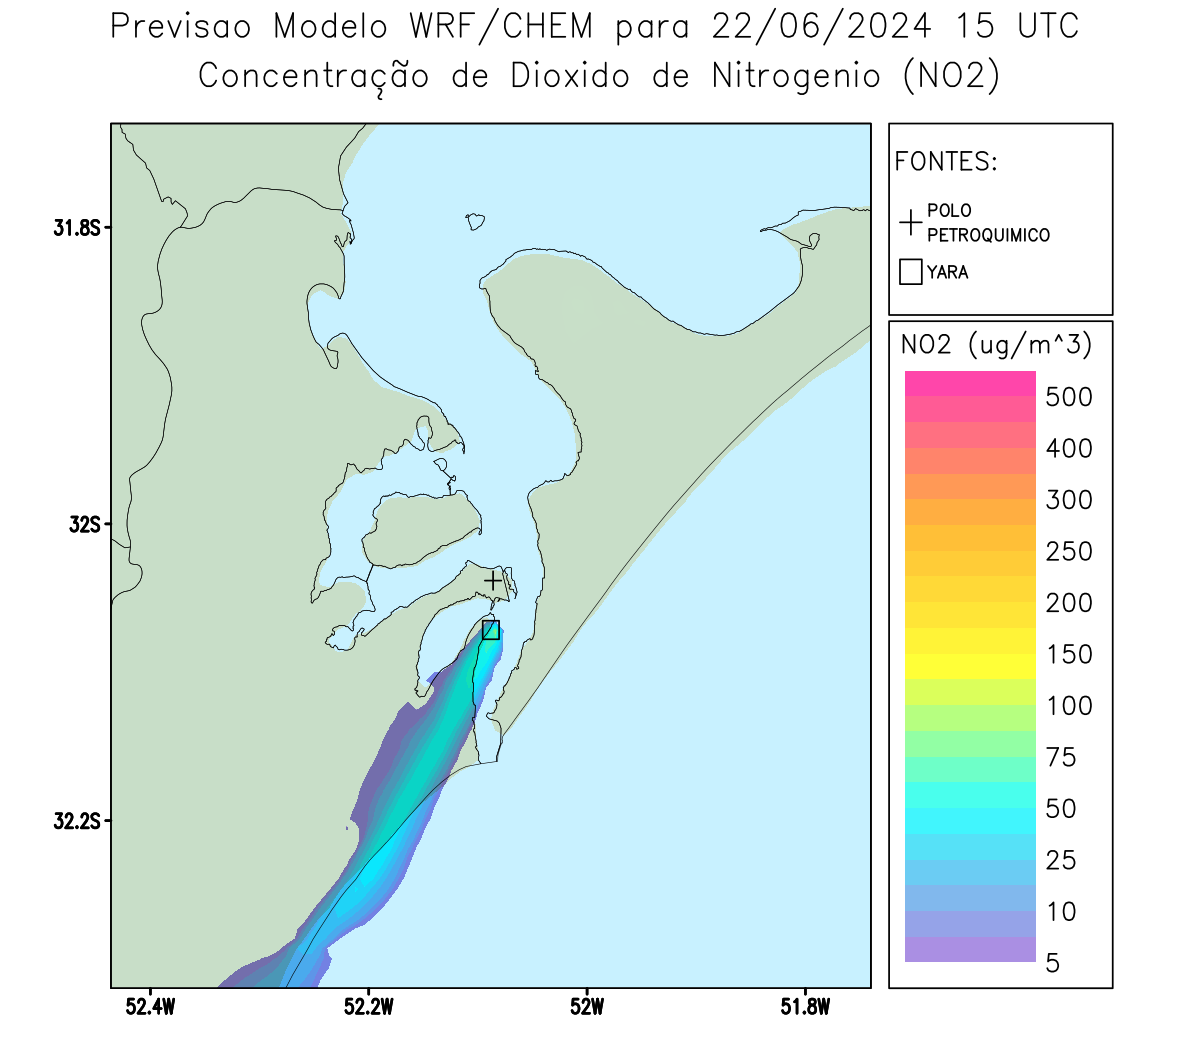 Previsao Modelo WRF/CHEM para 22/06/2024 15 UTC
Concentração de Dioxido de Nitrogenio (NO2)
FONTES:
POLO
PETROQUIMICO
YARA
NO2 (ug/m^3)
500
400
300
250
200
150
100
75
50
25
10
5
31.8S
32S
32.2S
52.4W
52.2W
52W
51.8W